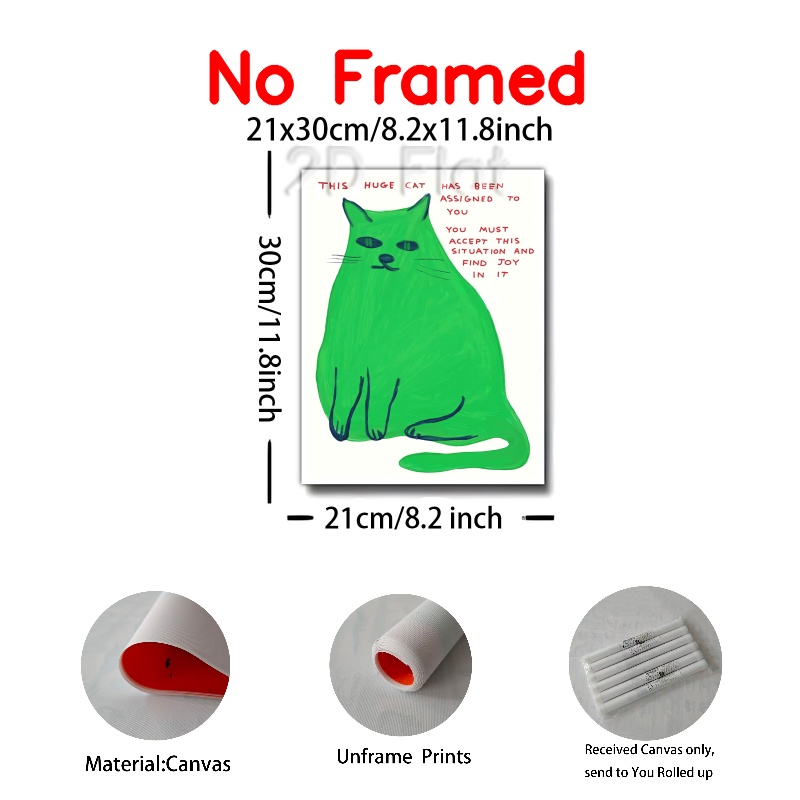 No Framed
21x30cm/8.2x11.8inch
2D Flat
THIS HUGE CAT HAS BEEN
ASSIGNED TO
YOU
YOU MUST
ACCEPT THIS
SITUATION AND
FIND JOY
IN IT
30cm/11.8inch
21cm/8.2 inch
Material:Canvas
Unframe Prints
Received Canvas only,
send to You Rolled up